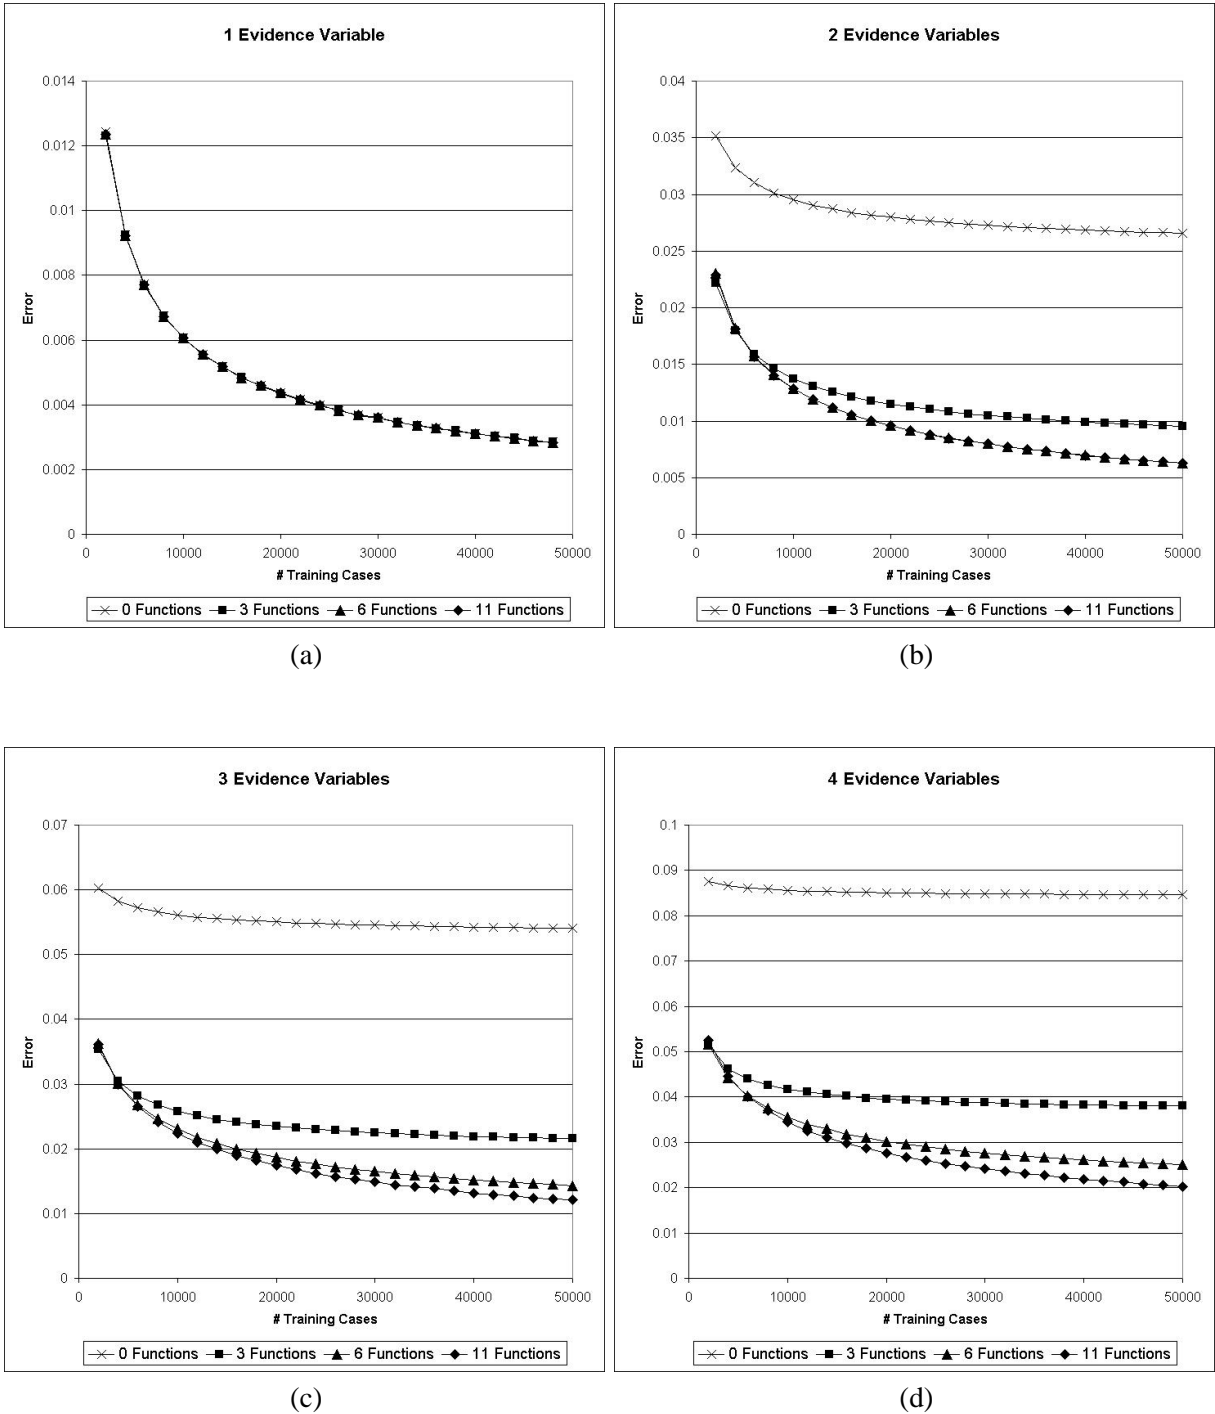 1 Evidence Variable
0.014
0.012
0.01
0.008
0.006
0.004
0.002
0
Error
0 10000 20000 30000 40000 50000
# Training Cases
0 Functions 3 Functions 6 Functions 11 Functions
(a)
2 Evidence Variables
0.04
0.035
0.03
0.025
0.02
0.015
0.01
0.005
0
Error
0 10000 20000 30000 40000 50000
# Training Cases
0 Functions 3 Functions 6 Functions 11 Functions
(b)
3 Evidence Variables
0.07
0.06
0.05
0.04
0.03
0.02
0.01
0
Error
0 10000 20000 30000 40000 50000
# Training Cases
0 Functions 3 Functions 6 Functions 11 Functions
(c)
4 Evidence Variables
0.1
0.09
0.08
0.07
0.06
0.05
0.04
0.03
0.02
0.01
0
Error
0 10000 20000 30000 40000 50000
# Training Cases
0 Functions 3 Functions 6 Functions 11 Functions
(d)